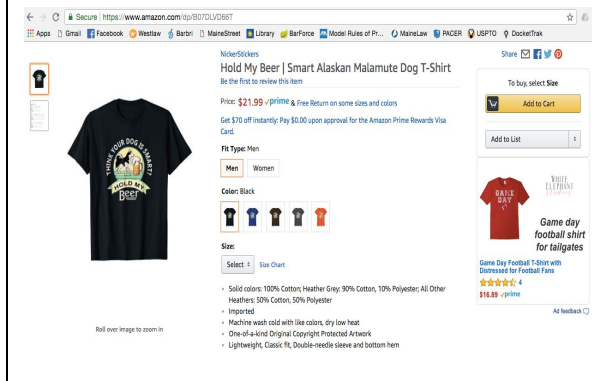 Secure | https://www.amazon.com/dp/B07DLVD66T
Apps Gmail Facebook Westlaw Barbri MaineStreet Library BarForce Model Rules of Pr... MaineLaw PACER USPTO DocketTrak
NickerStickers
Hold My Beer | Smart Alaskan Malamute Dog T-Shirt
Be the first to review this item
Price: $21.99 prime & Free Return on some sizes and colors
Get $70 off instantly: Pay $0.00 upon approval for the Amazon Prime Rewards Visa
Card.
Fit Type: Men
Men Women
Color: Black
Size:
Select Size Chart
Solid colors: 100% Cotton; Heather Grey: 90% Cotton, 10% Polyester; All Other
Heathers: 50% Cotton, 50% Polyester
Imported
Machine wash cold with like colors, dry low heat
One-of-a-kind Original Copyright Protected Artwork
Lightweight, Classic fit, Double-needle sleeve and bottom hem
THINK YOUR DOG IS SMART?
HOLD MY
Beer
Roll over image to zoom in
Share
To buy, select Size
Add to Cart
Add to List
GAME
DAY
WHITE
ELEPHANT
Game day
football shirt
for tailgates
Game Day Football T-Shirt with
Distressed for Football Fans
4
$16.89 prime
Ad feedback